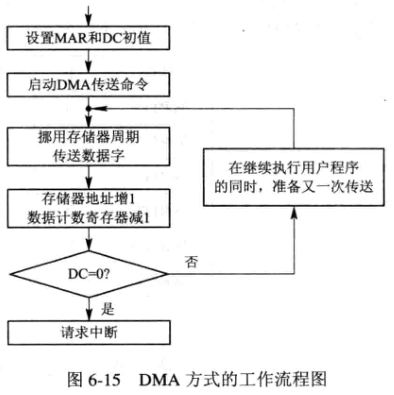 设置MAR和DC初值
启动DMA传送命令
挪用存储器周期
传送数据字
在继续执行用户程序
的同时，准备又一次传送
存储器地址增1
数据计数寄存器减1
DC=0?
否
是
请求中断
图 6-15 DMA 方式的工作流程图